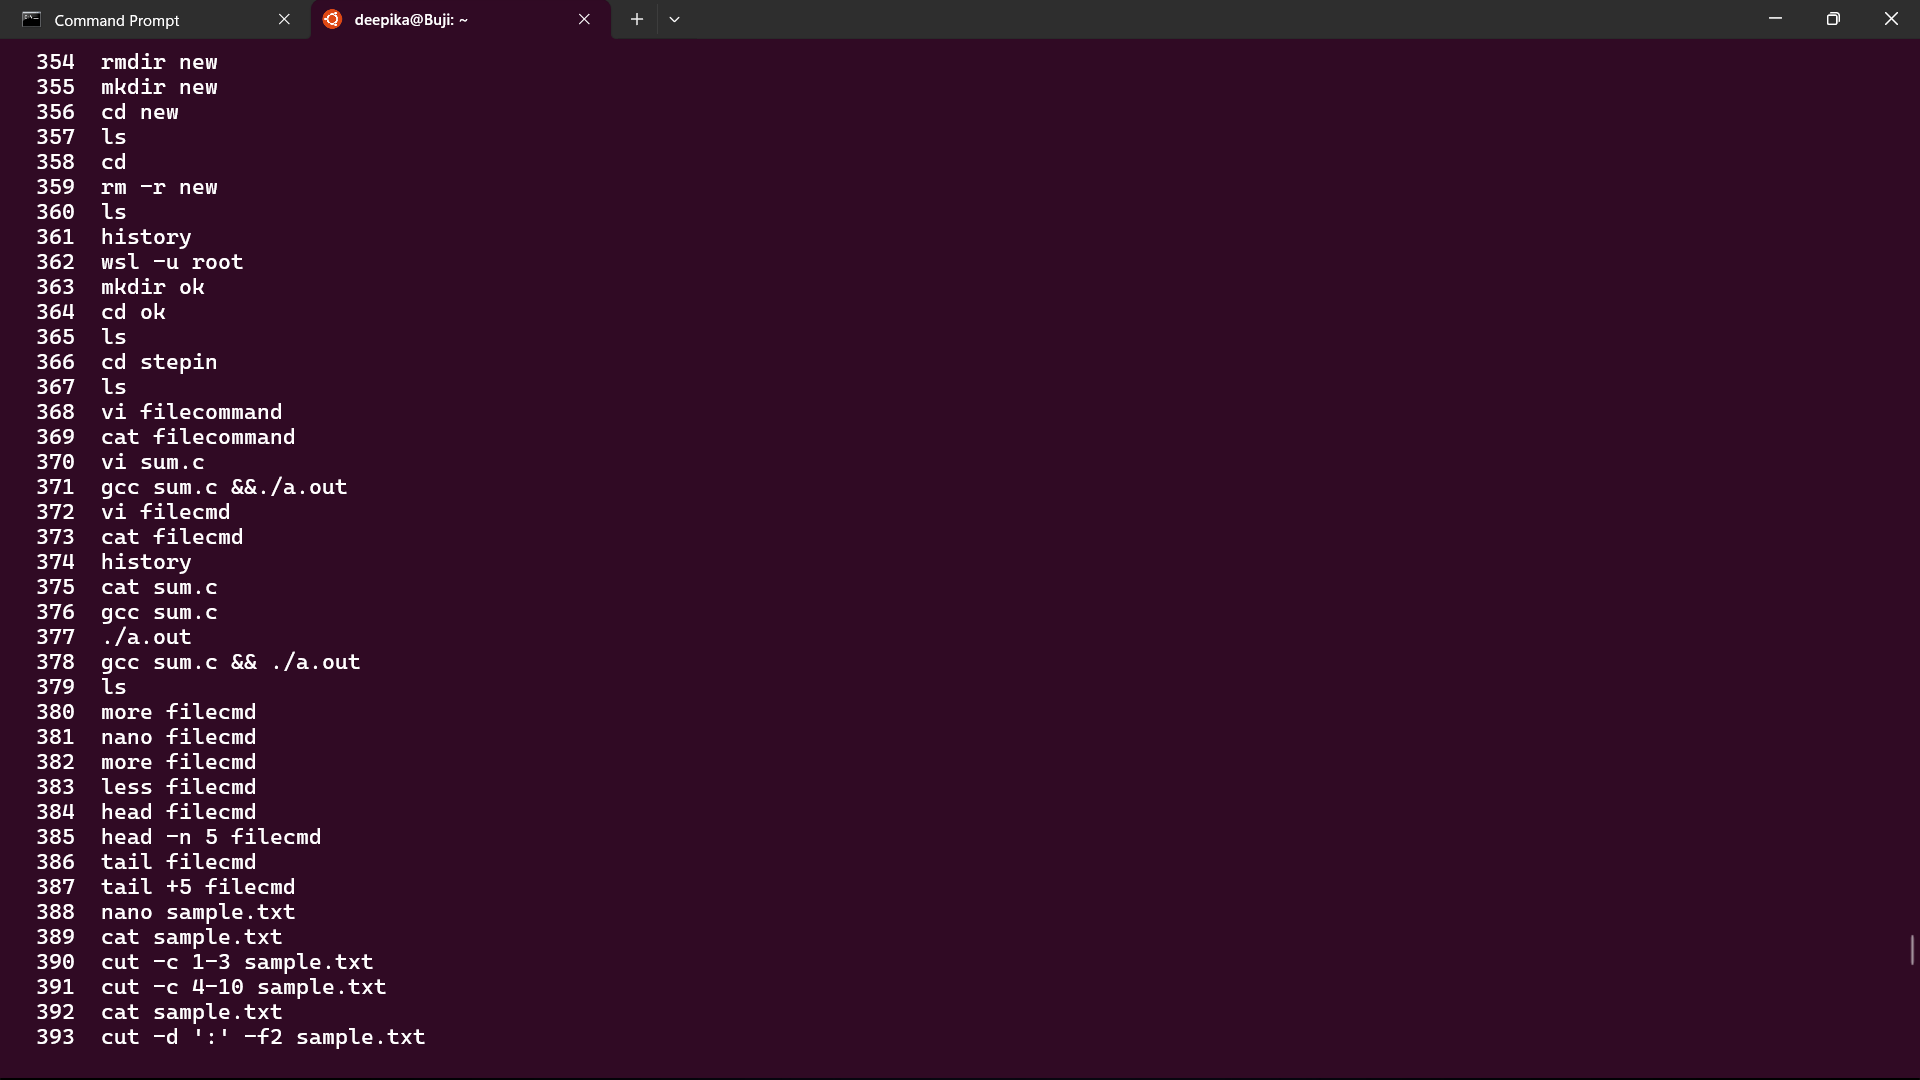 Command Prompt
deepika@Buji: ~
354 rmdir new
355 mkdir new
356 cd new
357 ls
358 cd
359 rm -r new
360 ls
361 history
362 wsl -u root
363 mkdir ok
364 cd ok
365 ls
366 cd stepin
367 ls
368 vi filecommand
369 cat filecommand
370 vi sum.c
371 gcc sum.c &&./a.out
372 vi filecmd
373 cat filecmd
374 history
375 cat sum.c
376 gcc sum.c
377 ./a.out
378 gcc sum.c && ./a.out
379 ls
380 more filecmd
381 nano filecmd
382 more filecmd
383 less filecmd
384 head filecmd
385 head -n 5 filecmd
386 tail filecmd
387 tail +5 filecmd
388 nano sample.txt
389 cat sample.txt
390 cut -c 1-3 sample.txt
391 cut -c 4-10 sample.txt
392 cat sample.txt
393 cut -d ':' -f2 sample.txt